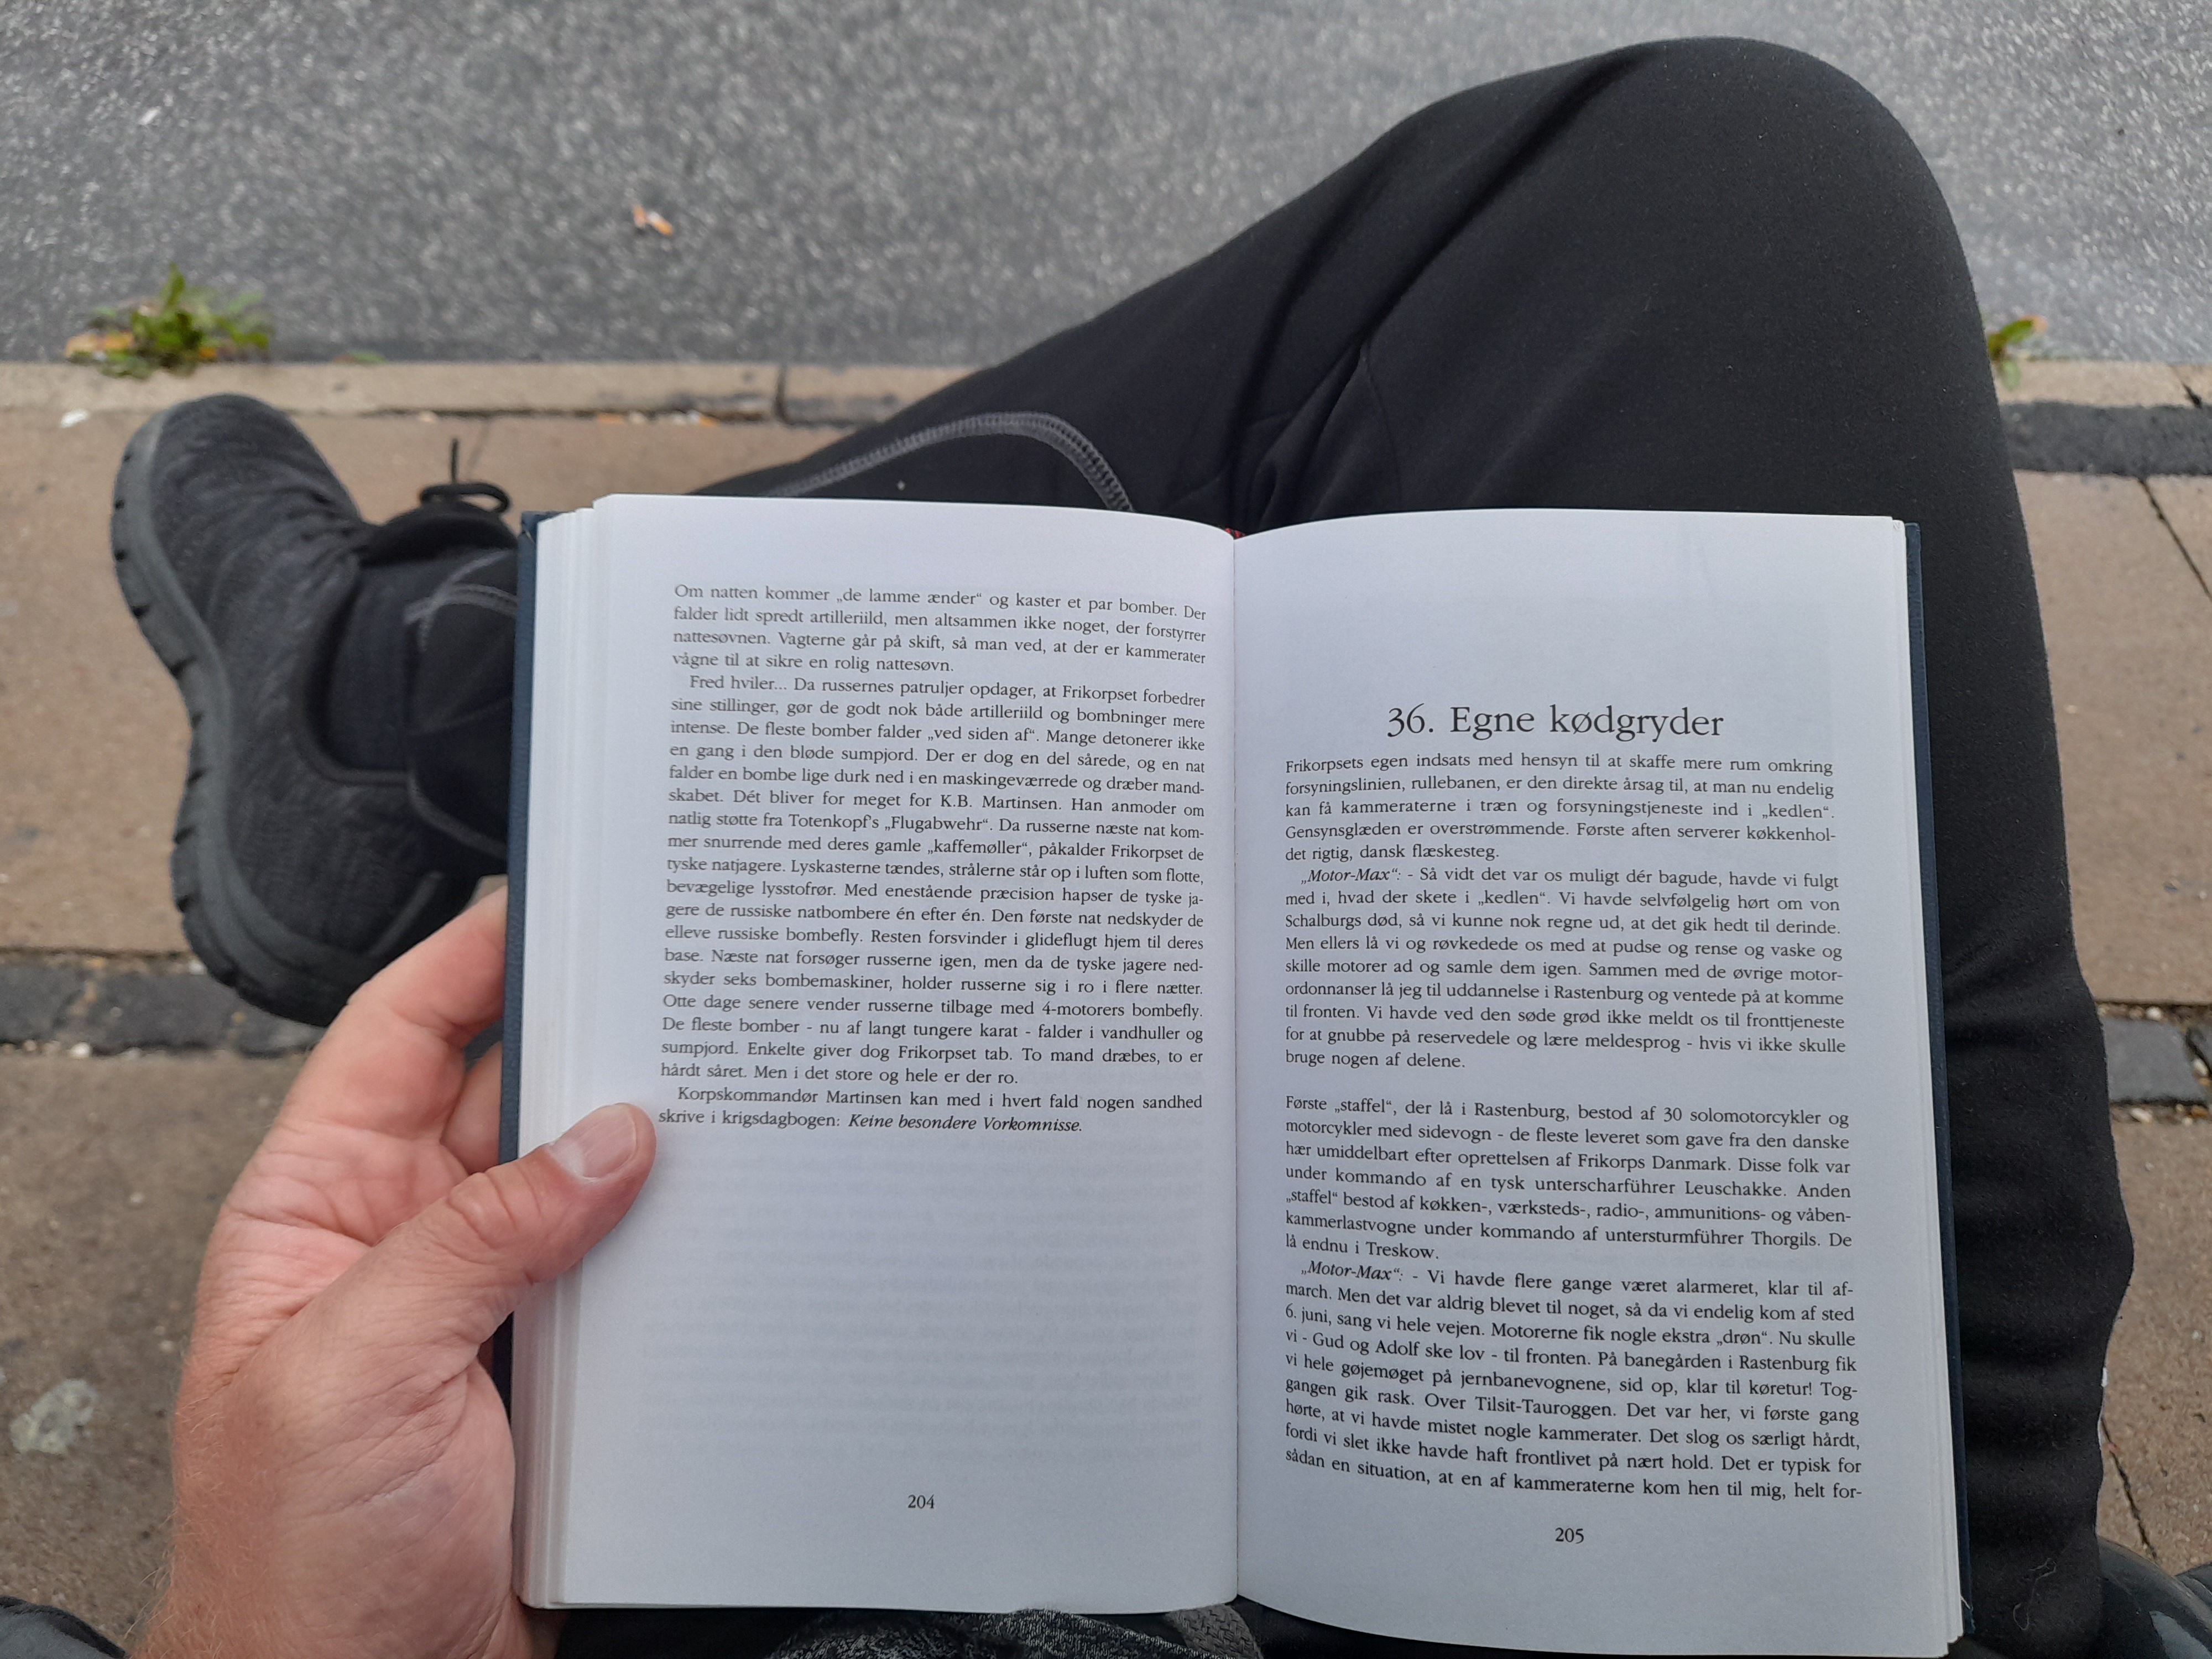 Om natten kommer „de lamme ænder“ og kaster et par bomber. Der
falder lidt spredt artilleriild, men altsammen ikke noget, der forstyrrer
nattesøvnen. Vagterne går på skift, så man ved, at der er kammerater
vågne til at sikre en rolig nattesøvn.
Fred hviler... Da russernes patruljer opdager, at Frikorpset forbedrer
sine stillinger, gør de godt nok både artilleriild og bombninger mere
intense. De fleste bomber falder „ved siden af“. Mange detonerer ikke
en gang i den bløde sumpjord. Der er dog en del sårede, og en nat
falder en bombe lige durk ned i en maskingeværrede og dræber mand-
skabet. Dét bliver for meget for K.B. Martinsen. Han anmoder om
natlig støtte fra Totenkopf's „Flugabwehr“. Da russerne næste nat kom-
mer snurrende med deres gamle „kaffemøller“, påkalder Frikorpset de
tyske natjagere. Lyskasterne tændes, strålerne står op i luften som flotte,
bevægelige lysstofrør. Med enestående præcision hapser de tyske ja-
gere de russiske natbombere én efter én. Den første nat nedskyder de
elleve russiske bombefly. Resten forsvinder i glideflugt hjem til deres
base. Næste nat forsøger russerne igen, men da de tyske jagere ned-
skyder seks bombemaskiner, holder russerne sig i ro i flere nætter.
Otte dage senere vender russerne tilbage med 4-motorers bombefly.
De fleste bomber - nu af langt tungere karat - falder i vandhuller og
sumpjord. Enkelte giver dog Frikorpset tab. To mand dræbes, to er
hårdt såret. Men i det store og hele er der ro.
Korpskommandør Martinsen kan med i hvert fald nogen sandhed
skrive i krigsdagbogen: Keine besondere Vorkomnisse.
204
36. Egne kødgryder
Frikorpsets egen indsats med hensyn til at skaffe mere rum omkring
forsyningslinien, rullebanen, er den direkte årsag til, at man nu endelig
kan få kammeraterne i træn og forsyningstjeneste ind i „kedlen“.
Gensynsglæden er overstrømmende. Første aften serverer køkkenhol-
det rigtig, dansk flæskesteg.
„Motor-Max“: - Så vidt det var os muligt dér bagude, havde vi fulgt
med i, hvad der skete i „kedlen“. Vi havde selvfølgelig hørt om von
Schalburgs død, så vi kunne nok regne ud, at det gik hedt til derinde.
Men ellers lå vi og røvkedede os med at pudse og rense og vaske og
skille motorer ad og samle dem igen. Sammen med de øvrige motor-
ordonnanser lå jeg til uddannelse i Rastenburg og ventede på at komme
til fronten. Vi havde ved den søde grød ikke meldt os til fronttjeneste
for at gnubbe på reservedele og lære meldesprog - hvis vi ikke skulle
bruge nogen af delene.
Første „staffel“, der lå i Rastenburg, bestod af 30 solomotorcykler og
motorcykler med sidevogn - de fleste leveret som gave fra den danske
hær umiddelbart efter oprettelsen af Frikorps Danmark. Disse folk var
under kommando af en tysk unterscharführer Leuschakke. Anden
„staffel“ bestod af køkken-, værksteds-, radio-, ammunitions- og våben-
kammerlastvogne under kommando af untersturmführer Thorgils. De
lå endnu i Treskow.
„Motor-Max“: - Vi havde flere gange været alarmeret, klar til af-
march. Men det var aldrig blevet til noget, så da vi endelig kom af sted
6. juni, sang vi hele vejen. Motorerne fik nogle ekstra „drøn“. Nu skulle
vi - Gud og Adolf ske lov - til fronten. På banegården i Rastenburg fik
vi hele gøjemøget på jernbanevognene, sid op, klar til køretur! Tog-
gangen gik rask. Over Tilsit-Tauroggen. Det var her, vi første gang
hørte, at vi havde mistet nogle kammerater. Det slog os særligt hårdt,
fordi vi slet ikke havde haft frontlivet på nært hold. Det er typisk for
sådan en situation, at en af kammeraterne kom hen til mig, helt for-
205